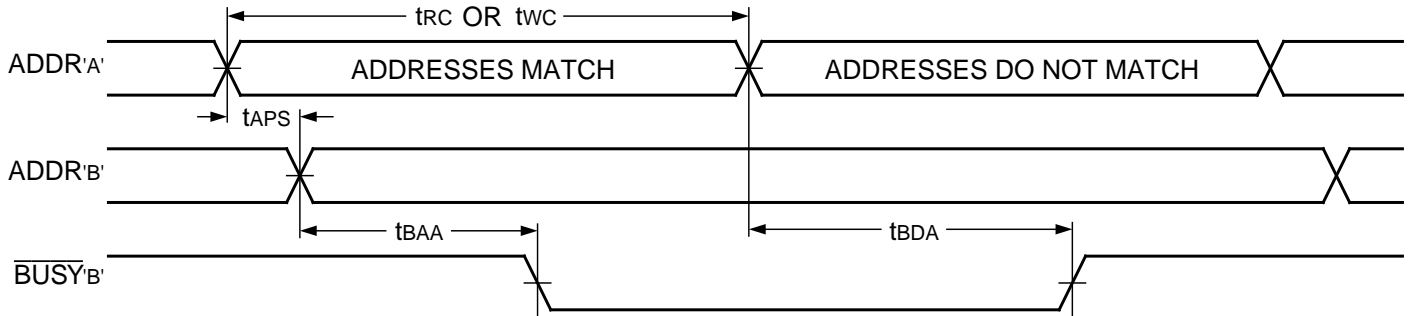 tRC OR tWC
ADDR'A' ADDRESSES MATCH ADDRESSES DO NOT MATCH
tAPS
ADDR'B'
tBAA tBDA
BUSY'B'